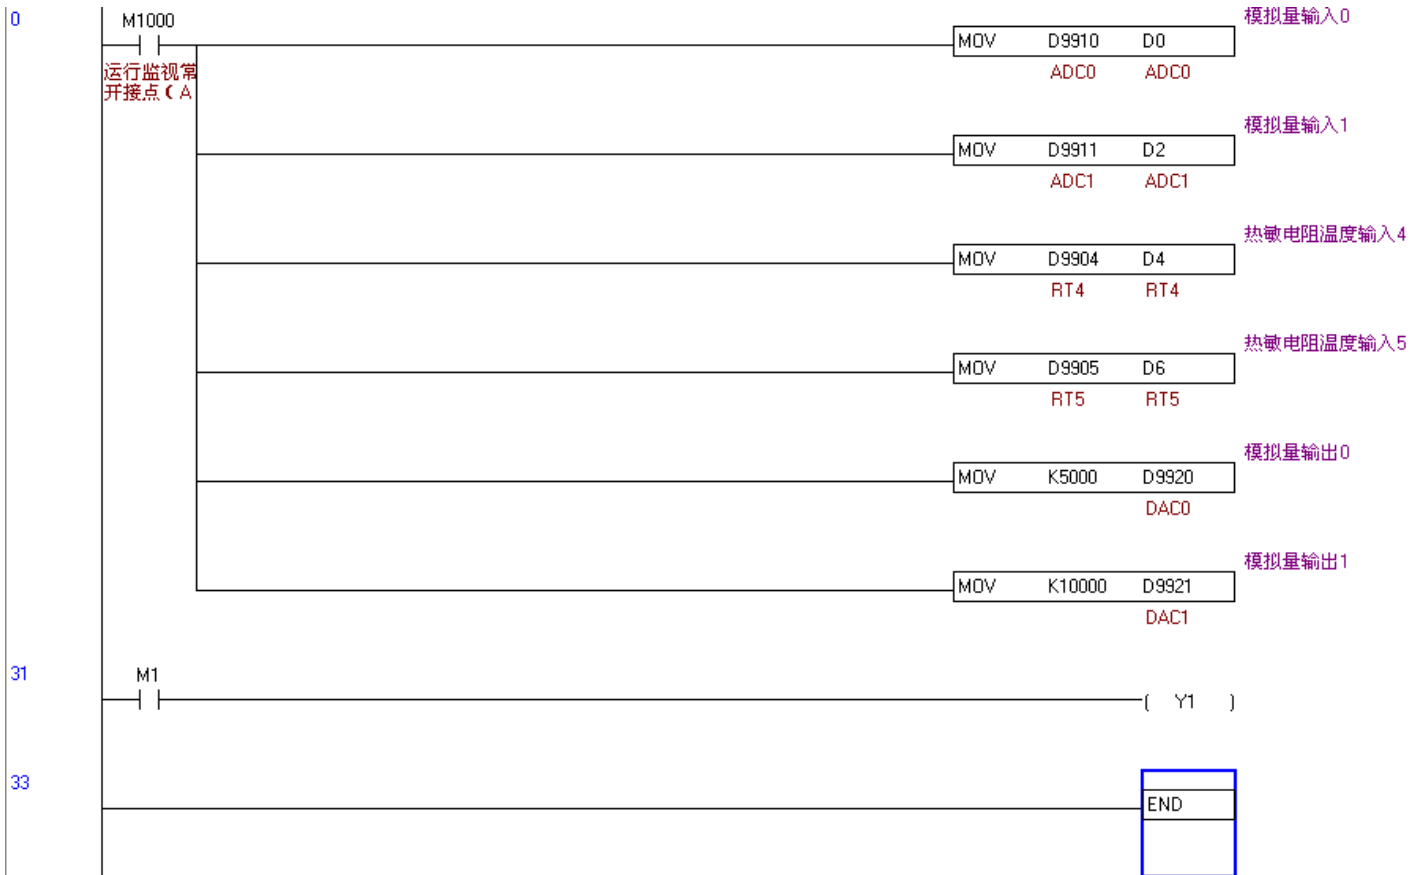 0
M1000
运行监视常
开接点（A
模拟量输入0
MOV D9910 D0
ADC0 ADC0
模拟量输入1
MOV D9911 D2
ADC1 ADC1
热敏电阻温度输入4
MOV D9904 D4
RT4 RT4
热敏电阻温度输入5
MOV D9905 D6
RT5 RT5
模拟量输出0
MOV K5000 D9920
DAC0
模拟量输出1
MOV K10000 D9921
DAC1
31
M1
( Y1 )
33
END